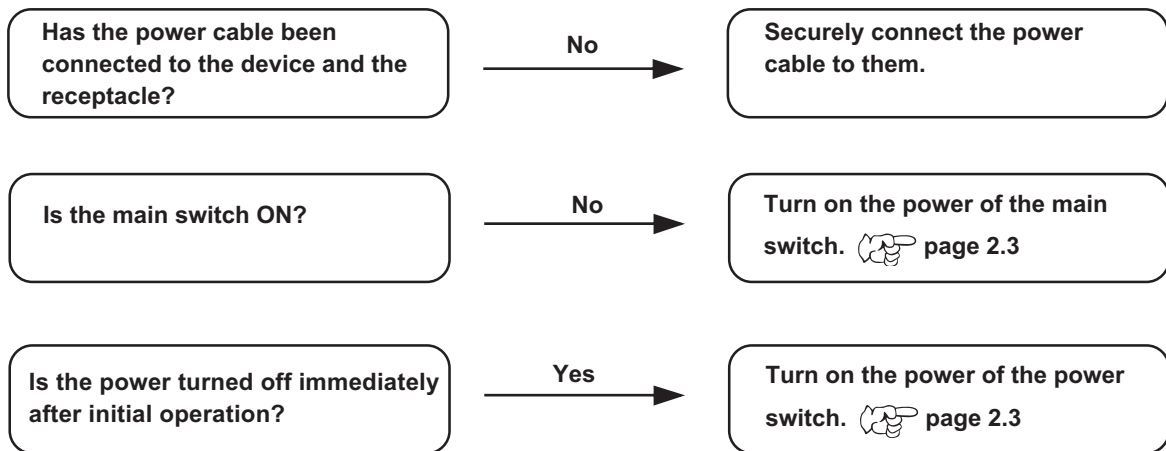 Has the power cable been
connected to the device and the
receptacle?
No
Securely connect the power
cable to them.
Is the main switch ON?
No
Turn on the power of the main
switch. page 2.3
Is the power turned off immediately
after initial operation?
Yes
Turn on the power of the power
switch. page 2.3